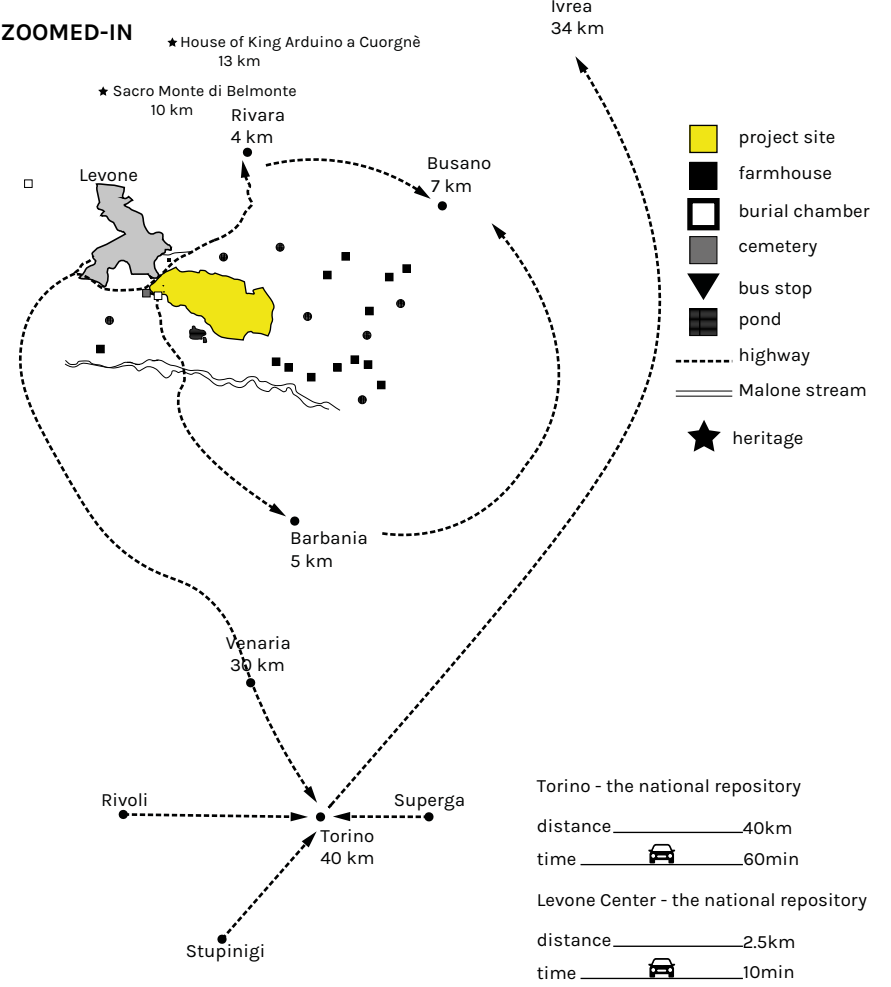 Ivrea
34 km
ZOOMED-IN
House of King Arduino a Cuorgnè
13 km
Sacro Monte di Belmonte
10 km
Rivara
4 km
Busano
7 km
Levone
project site
farmhouse
burial chamber
cemetery
bus stop
pond
highway
Malone stream
heritage
Barbania
5 km
Venaria
30 km
Rivoli
Superga
Torino
40 km
Stupinigi
Torino - the national repository
distance 40km
time 60min
Levone Center - the national repository
distance 2.5km
time 10min